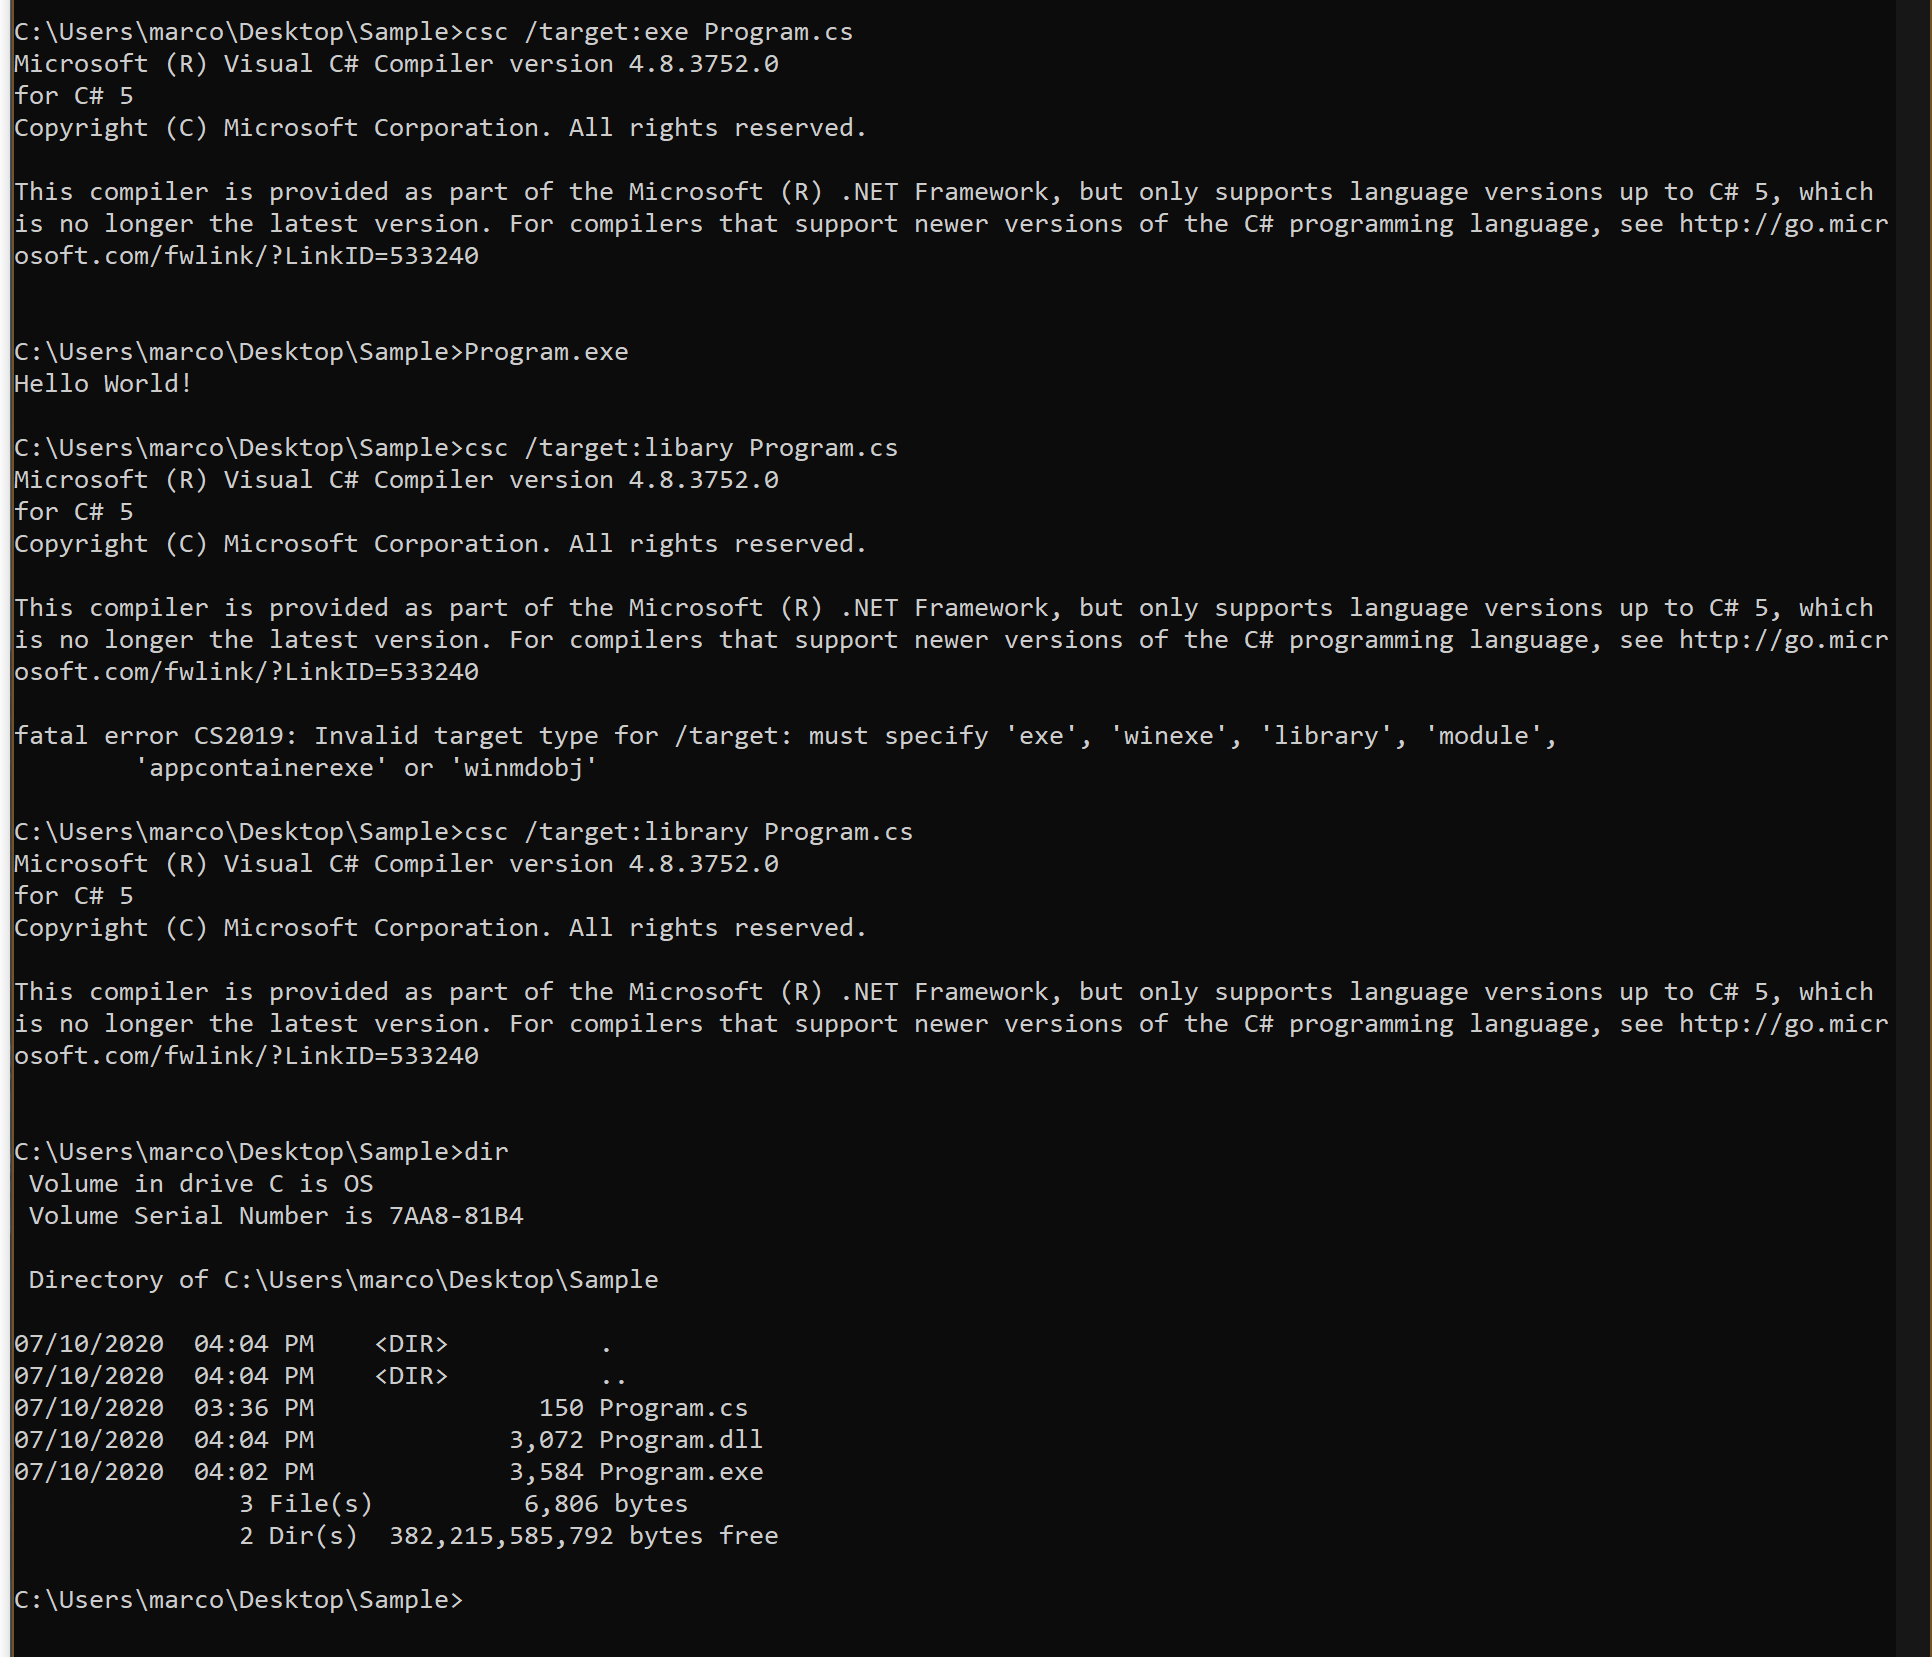 C:\Users\marco\Desktop\Sample>csc /target:exe Program.cs
Microsoft (R) Visual C# Compiler version 4.8.3752.0
for C# 5
Copyright (C) Microsoft Corporation. All rights reserved.
This compiler is provided as part of the Microsoft (R) .NET Framework, but only supports language versions up to C# 5, which
is no longer the latest version. For compilers that support newer versions of the C# programming language, see http://go.micr
osoft.com/fwlink/?LinkID=533240
C:\Users\marco\Desktop\Sample>Program.exe
Hello World!
C:\Users\marco\Desktop\Sample>csc /target:libary Program.cs
Microsoft (R) Visual C# Compiler version 4.8.3752.0
for C# 5
Copyright (C) Microsoft Corporation. All rights reserved.
This compiler is provided as part of the Microsoft (R) .NET Framework, but only supports language versions up to C# 5, which
is no longer the latest version. For compilers that support newer versions of the C# programming language, see http://go.micr
osoft.com/fwlink/?LinkID=533240
fatal error CS2019: Invalid target type for /target: must specify 'exe', 'winexe', 'library', 'module',
        'appcontainerexe' or 'winmdobj'
C:\Users\marco\Desktop\Sample>csc /target:library Program.cs
Microsoft (R) Visual C# Compiler version 4.8.3752.0
for C# 5
Copyright (C) Microsoft Corporation. All rights reserved.
This compiler is provided as part of the Microsoft (R) .NET Framework, but only supports language versions up to C# 5, which
is no longer the latest version. For compilers that support newer versions of the C# programming language, see http://go.micr
osoft.com/fwlink/?LinkID=533240
C:\Users\marco\Desktop\Sample>dir
 Volume in drive C is OS
 Volume Serial Number is 7AA8-81B4
 Directory of C:\Users\marco\Desktop\Sample
07/10/2020  04:04 PM    <DIR>          .
07/10/2020  04:04 PM    <DIR>          ..
07/10/2020  03:36 PM               150 Program.cs
07/10/2020  04:04 PM             3,072 Program.dll
07/10/2020  04:02 PM             3,584 Program.exe
               3 File(s)          6,806 bytes
               2 Dir(s)  382,215,585,792 bytes free
C:\Users\marco\Desktop\Sample>